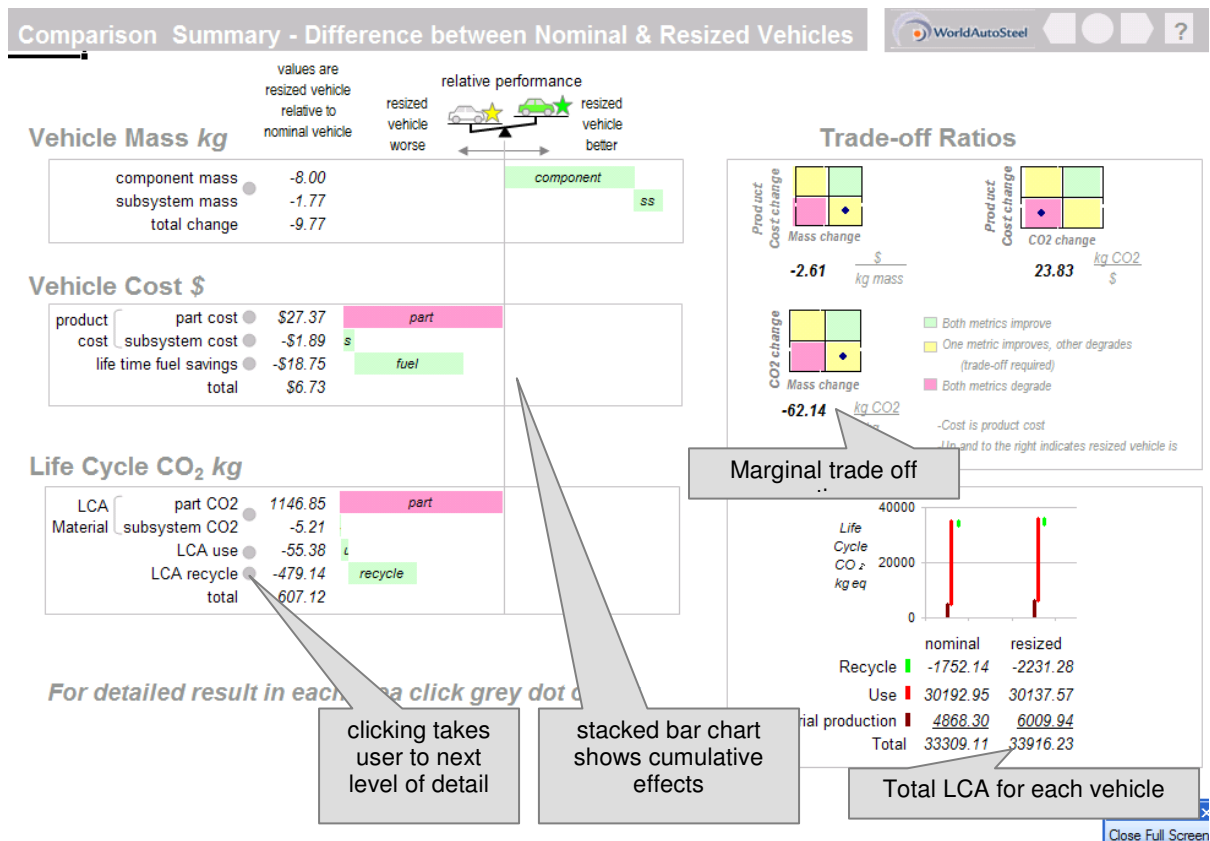 Comparison Summary - Difference between Nominal & Resized Vehicles
WorldAutoSteel
?
values are
resized vehicle
relative to
nominal vehicle
relative performance
resized
vehicle
worse
resized
vehicle
better
Vehicle Mass kg
component mass -8.00 component
subsystem mass -1.77 ss
total change -9.77
Vehicle Cost $
product part cost $27.37 part
cost subsystem cost -$1.89 s
life time fuel savings -$18.75 fuel
total $6.73
Life Cycle CO2 kg
LCA part CO2 1146.85 part
Material subsystem CO2 -5.21
LCA use -55.38
LCA recycle -479.14 recycle
total 607.12
For detailed result in each click grey dot
clicking takes
user to next
level of detail
stacked bar chart
shows cumulative
effects
Trade-off Ratios
Product
Cost change
Mass change
-2.61 $
kg mass
Product
Cost change
CO2 change
23.83 kg CO2
$
CO2 change
Mass change
-62.14 kg CO2
Both metrics improve
One metric improves, other degrades
(trade-off required)
Both metrics degrade
-Cost is product cost
-Up and to the right indicates resized vehicle is
Marginal trade off
Life
Cycle
CO2
kg eq
40000
20000
0
nominal resized
Recycle -1752.14 -2231.28
Use 30192.95 30137.57
production 4868.30 6009.94
Total 33309.11 33916.23
Total LCA for each vehicle
Close Full Screen